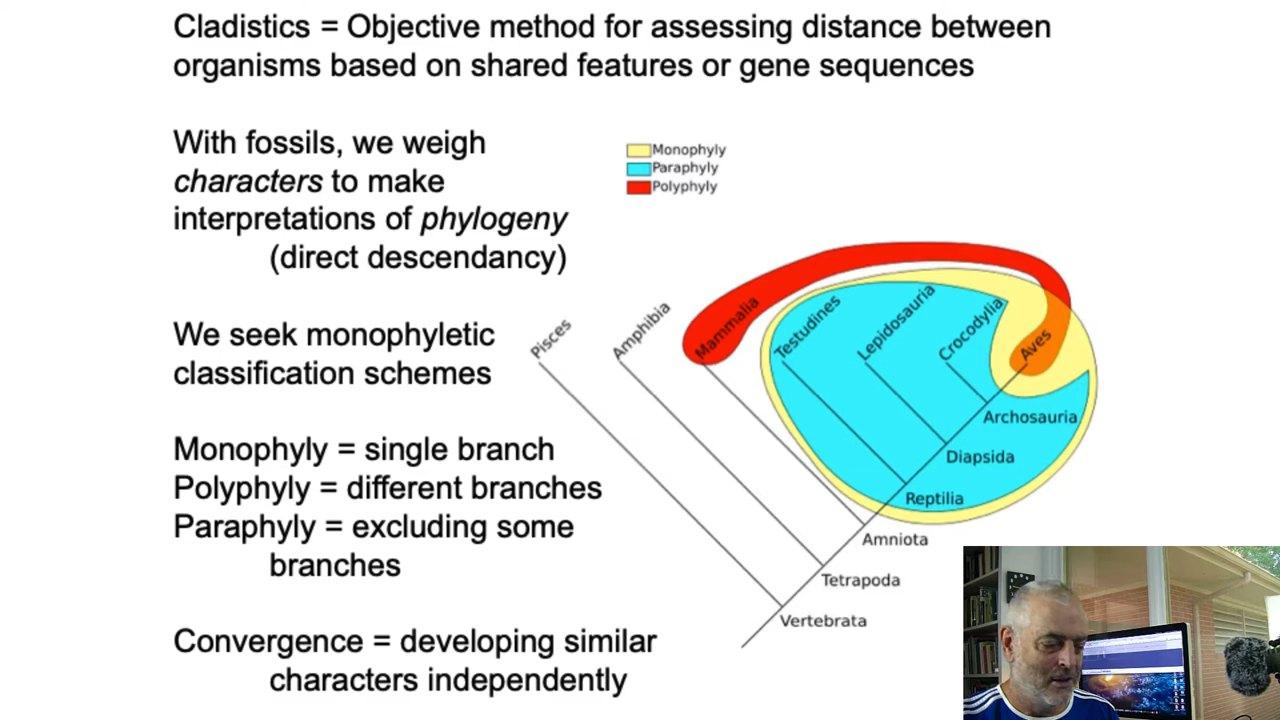 Cladistics = Objective method for assessing distance between
organisms based on shared features or gene sequences
With fossils, we weigh
characters to make
interpretations of phylogeny
(direct descendancy)
We seek monophyletic
classification schemes
Monophyly = single branch
Polyphyly = different branches
Paraphyly = excluding some
branches
Convergence = developing similar
characters independently
Monophyly
Paraphyly
Polyphyly
Pisces
Amphibia
Mammalia
Testudines
Lepidosauria
Crocodylia
Aves
Archosauria
Diapsida
Reptilia
Amniota
Tetrapoda
Vertebrata